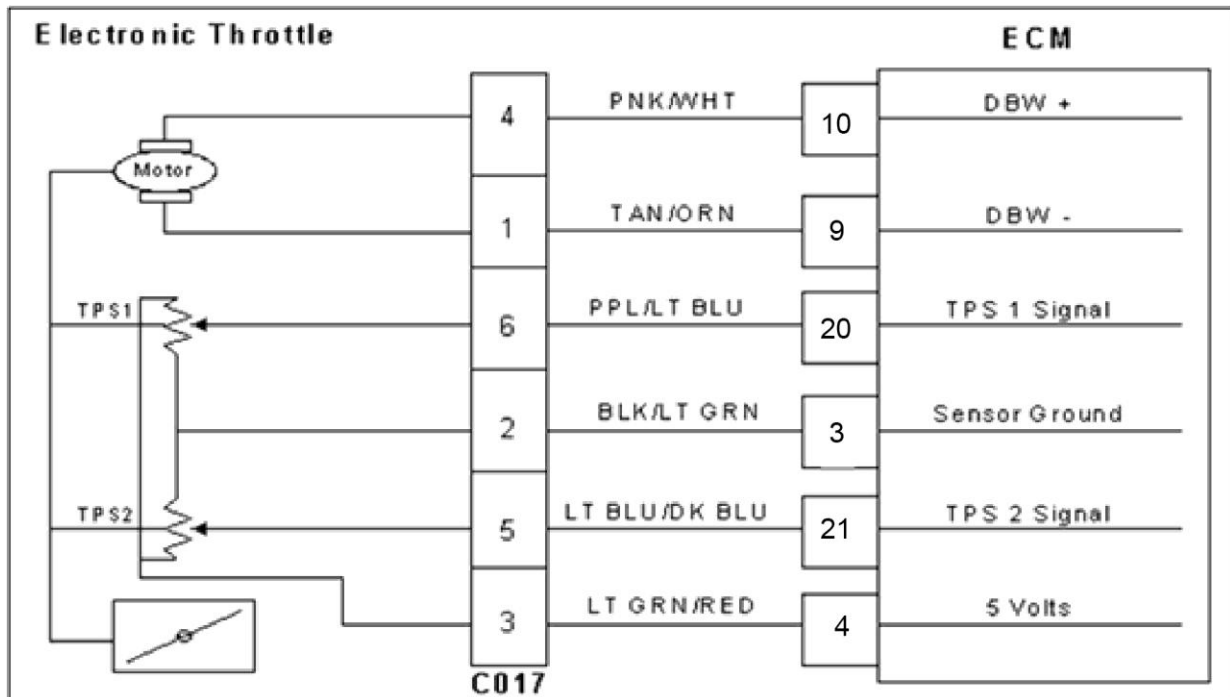 Electronic Throttle
ECM
4
PNK/WHT
10
DBW +
Motor
1
TAN/ORN
9
DBW -
TPS1
6
PPL/LT BLU
20
TPS 1 Signal
2
BLK/LT GRN
3
Sensor Ground
TPS2
5
LT BLU/DK BLU
21
TPS 2 Signal
3
LT GRN/RED
4
5 Volts
C017